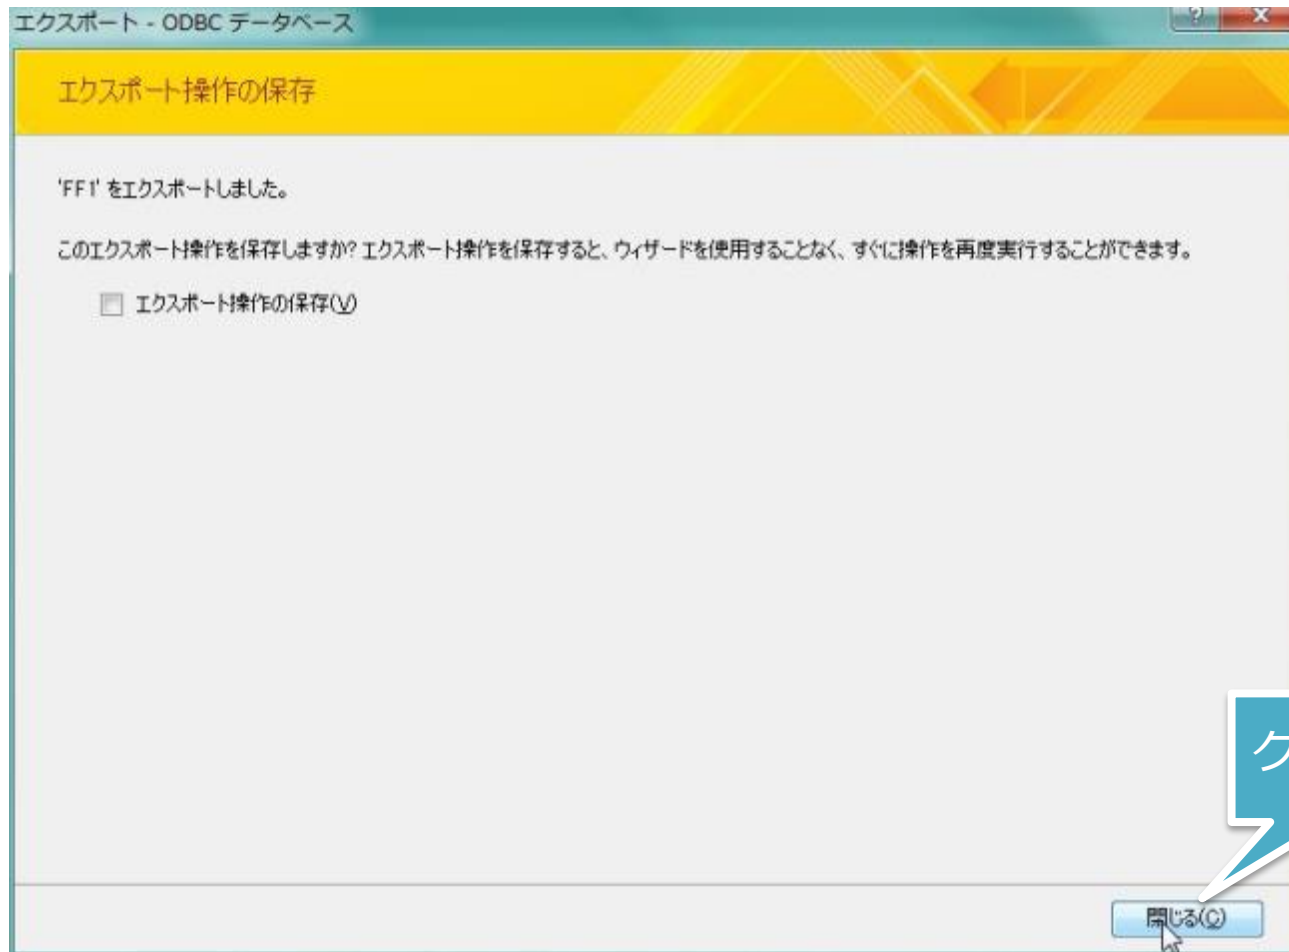 エクスポート - ODBC データベース
エクスポート操作の保存
'FF1' をエクスポートしました。
このエクスポート操作を保存しますか? エクスポート操作を保存すると、ウィザードを使用することなく、すぐに操作を再度実行することができます。
エクスポート操作の保存(V)
ク
閉じる(C)